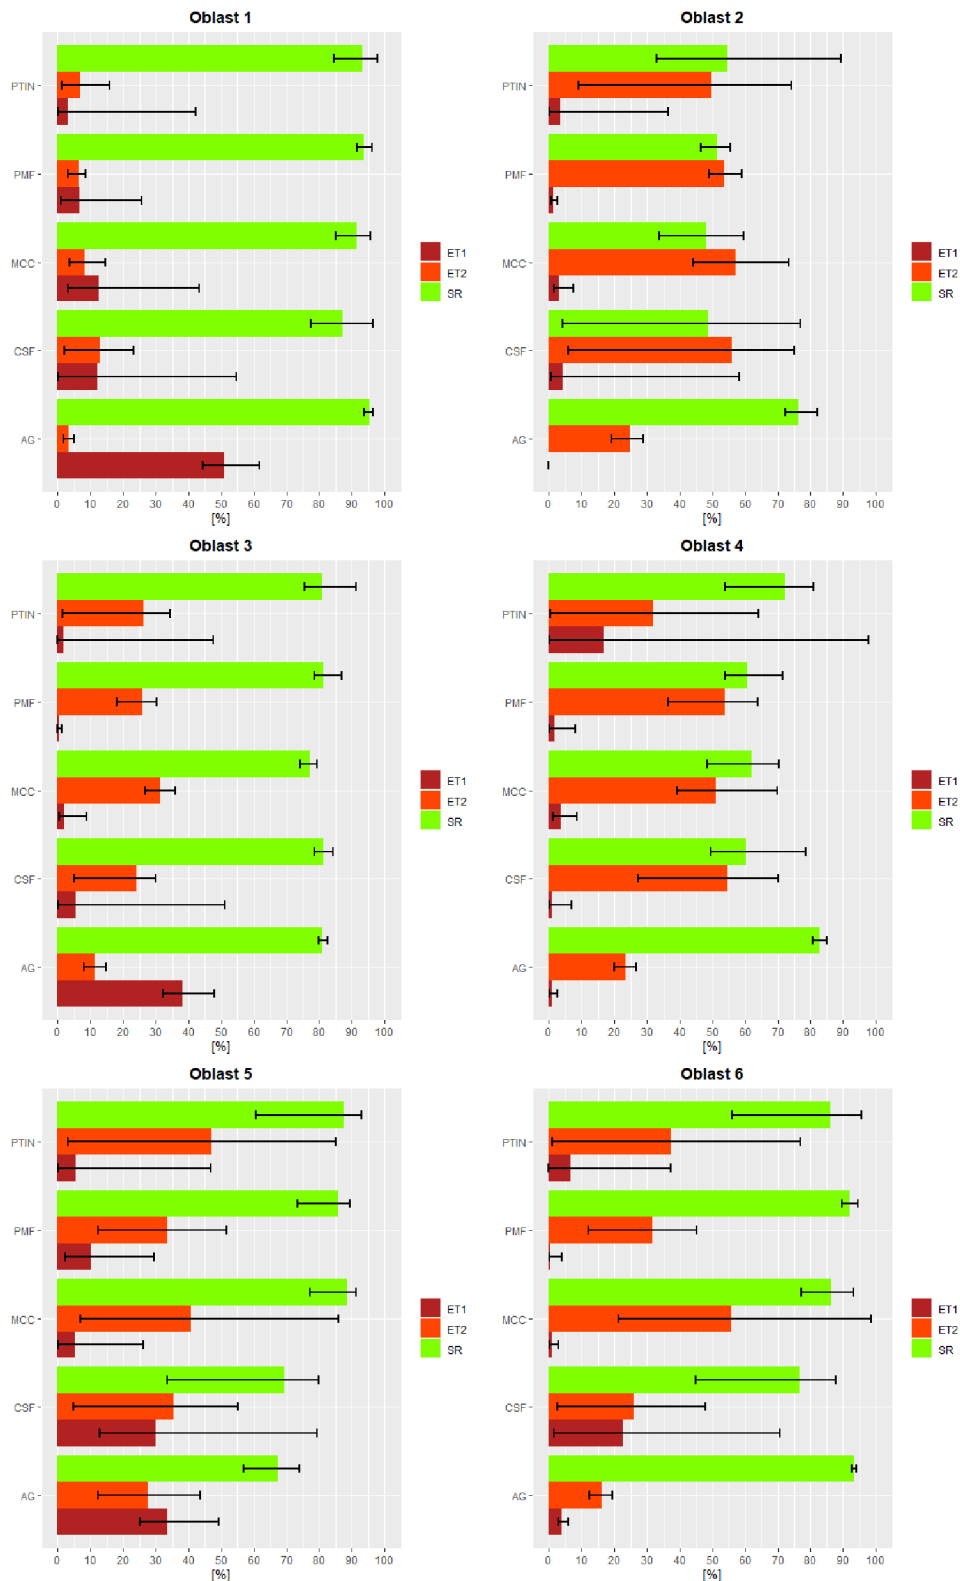 Oblast 1
PTIN
PMF
MCC
CSF
AG
0 10 20 30 40 50 60 70 80 90 100
[%]
ET1
ET2
SR
Oblast 2
PTIN
PMF
MCC
CSF
AG
0 10 20 30 40 50 60 70 80 90 100
[%]
ET1
ET2
SR
Oblast 3
PTIN
PMF
MCC
CSF
AG
0 10 20 30 40 50 60 70 80 90 100
[%]
ET1
ET2
SR
Oblast 4
PTIN
PMF
MCC
CSF
AG
0 10 20 30 40 50 60 70 80 90 100
[%]
ET1
ET2
SR
Oblast 5
PTIN
PMF
MCC
CSF
AG
0 10 20 30 40 50 60 70 80 90 100
[%]
ET1
ET2
SR
Oblast 6
PTIN
PMF
MCC
CSF
AG
0 10 20 30 40 50 60 70 80 90 100
[%]
ET1
ET2
SR